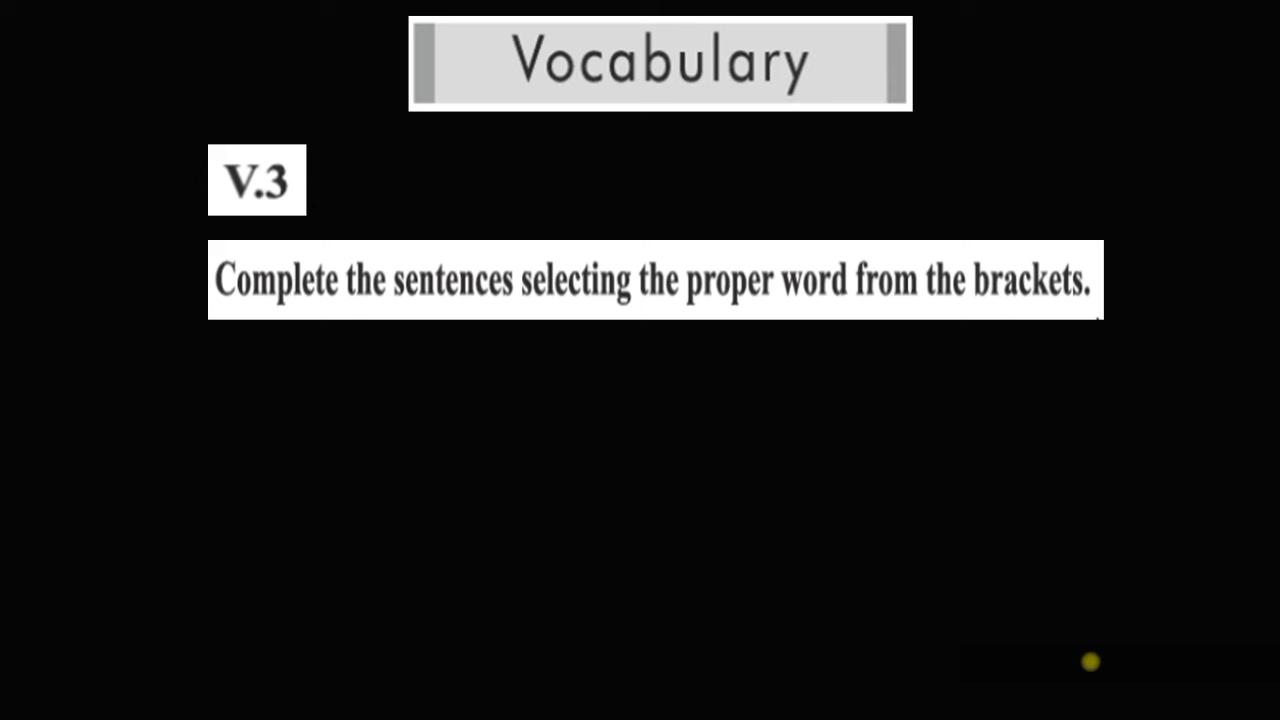 Vocabulary
V.3
Complete the sentences selecting the proper word from the brackets.